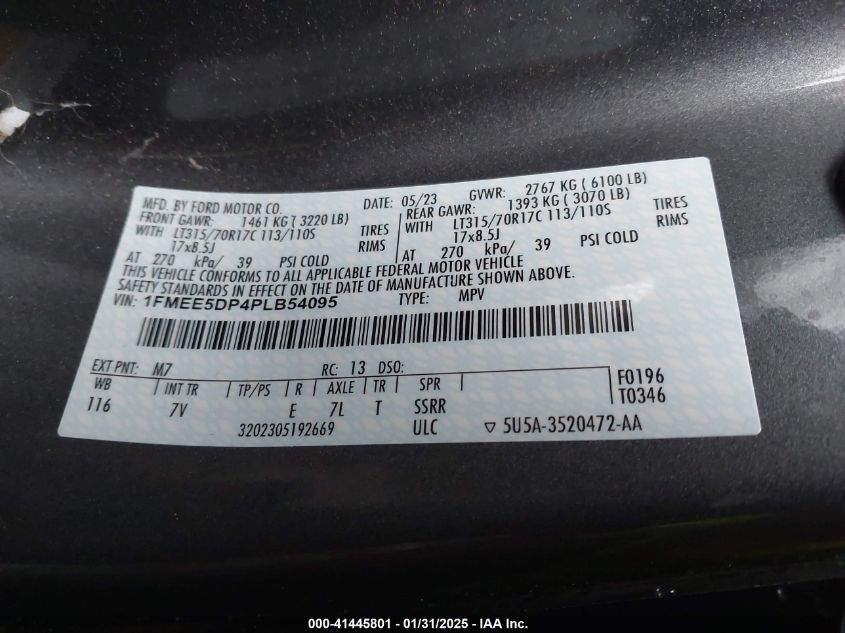 MFD. BY FORD MOTOR CO. DATE: 05/23 GVWR: 2767 KG ( 6100 LB)
FRONT GAWR: 1461 KG ( 3220 LB) REAR GAWR: 1393 KG ( 3070 LB)
WITH LT315/70R17C 113/110S TIRES WITH LT315/70R17C 113/110S TIRES
17x8.5J RIMS 17x8.5J RIMS
AT 270 kPa/ 39 PSI COLD AT 270 kPa/ 39 PSI COLD
THIS VEHICLE CONFORMS TO ALL APPLICABLE FEDERAL MOTOR VEHICLE
SAFETY STANDARDS IN EFFECT ON THE DATE OF MANUFACTURE SHOWN ABOVE.
VIN: 1FMEE5DP4PLB54095 TYPE: MPV
EXT PNT: M7 RC: 13 DSO:
WB INT TR TP/PS R AXLE TR SPR F0196
116 7V E 7L T SSRR T0346
3202305192669 ULC ▽ 5U5A-3520472-AA
000-41445801 / 01/31/2025 - IAA Inc.